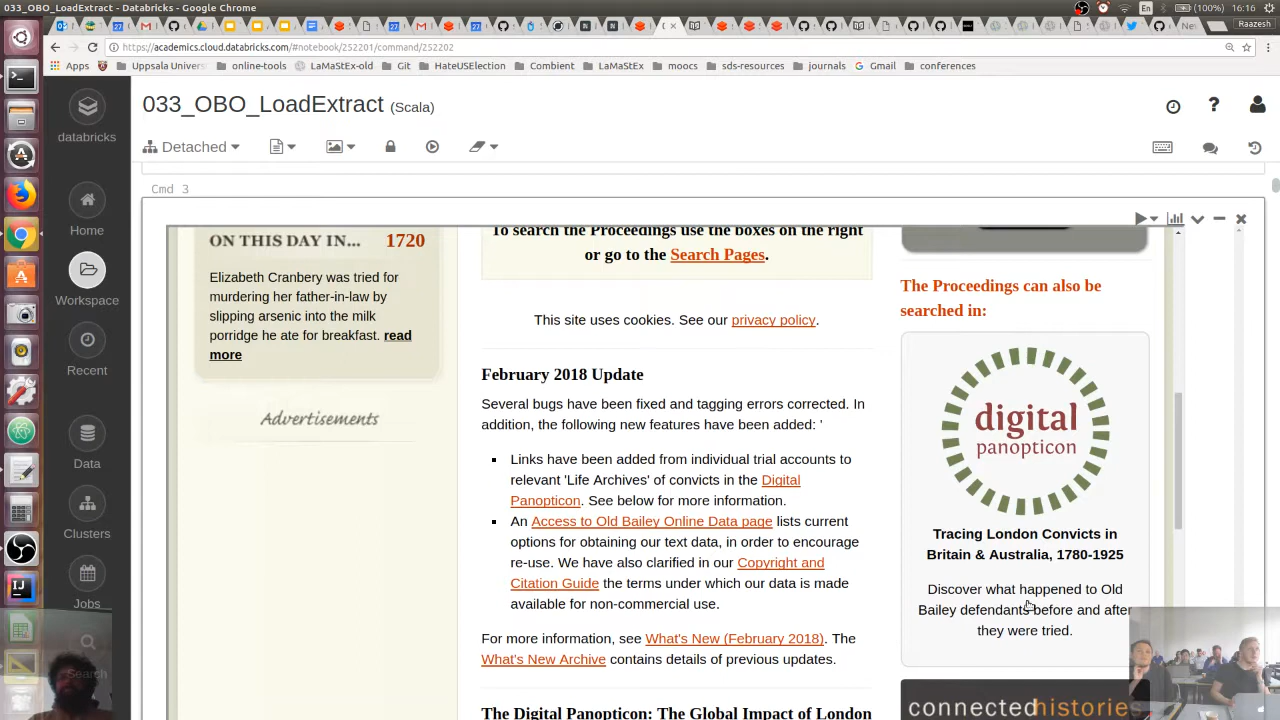 033_OBO_LoadExtract - Databricks - Google Chrome
(100%) 16:16 Raazesh
https://academics.cloud.databricks.com/#notebook/252201/command/252202
Apps Uppsala Univers online-tools LaMaStEx-old Git HateUSElection Combient LaMaStEx moocs sds-resources journals Gmail conferences
033_OBO_LoadExtract (Scala)
databricks
Detached
Home
Workspace
Recent
Data
Clusters
Jobs
Search
Cmd 3
ON THIS DAY IN... 1720
Elizabeth Cranbery was tried for
murdering her father-in-law by
slipping arsenic into the milk
porridge he ate for breakfast. read
more
Advertisements
To search the Proceedings use the boxes on the right
or go to the Search Pages.
This site uses cookies. See our privacy policy.
February 2018 Update
Several bugs have been fixed and tagging errors corrected. In
addition, the following new features have been added: '
Links have been added from individual trial accounts to
relevant 'Life Archives' of convicts in the Digital
Panopticon. See below for more information.
An Access to Old Bailey Online Data page lists current
options for obtaining our text data, in order to encourage
re-use. We have also clarified in our Copyright and
Citation Guide the terms under which our data is made
available for non-commercial use.
For more information, see What's New (February 2018). The
What's New Archive contains details of previous updates.
The Digital Panopticon: The Global Impact of London
The Proceedings can also be
searched in:
digital
panopticon
Tracing London Convicts in
Britain & Australia, 1780-1925
Discover what happened to Old
Bailey defendants before and after
they were tried.
connectedhistories